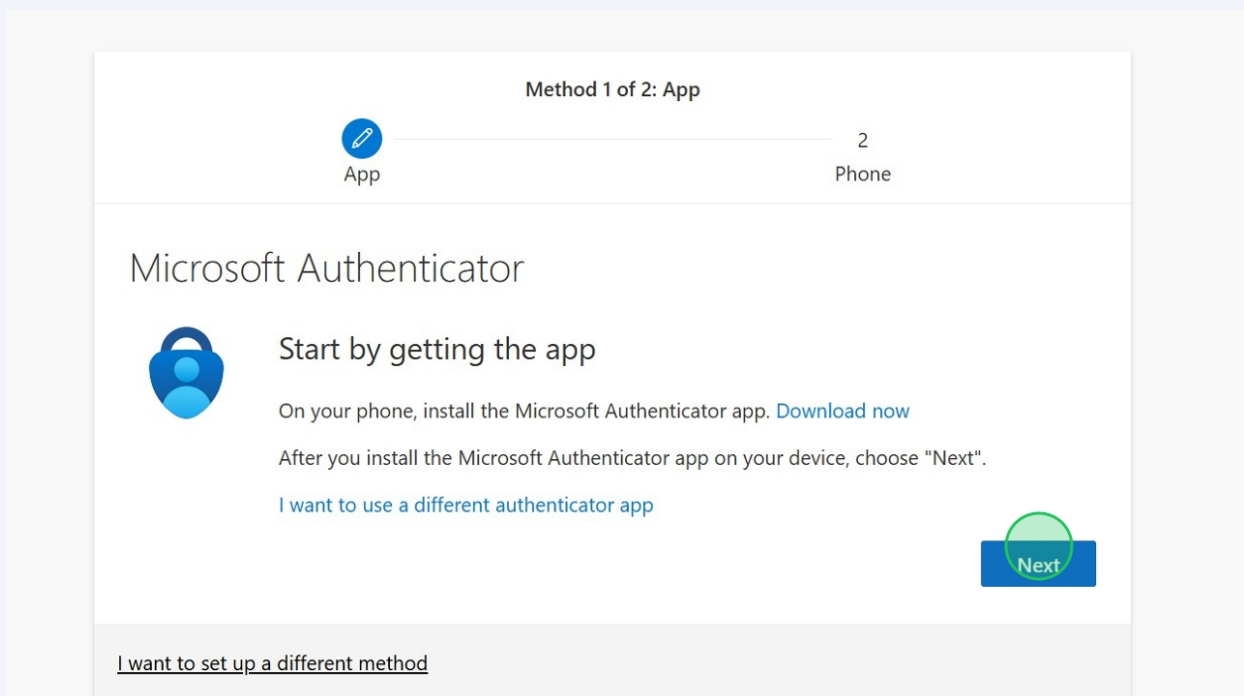 Method 1 of 2: App
2
App
Phone
Microsoft Authenticator
Start by getting the app
On your phone, install the Microsoft Authenticator app. Download now
After you install the Microsoft Authenticator app on your device, choose "Next".
I want to use a different authenticator app
Next
I want to set up a different method